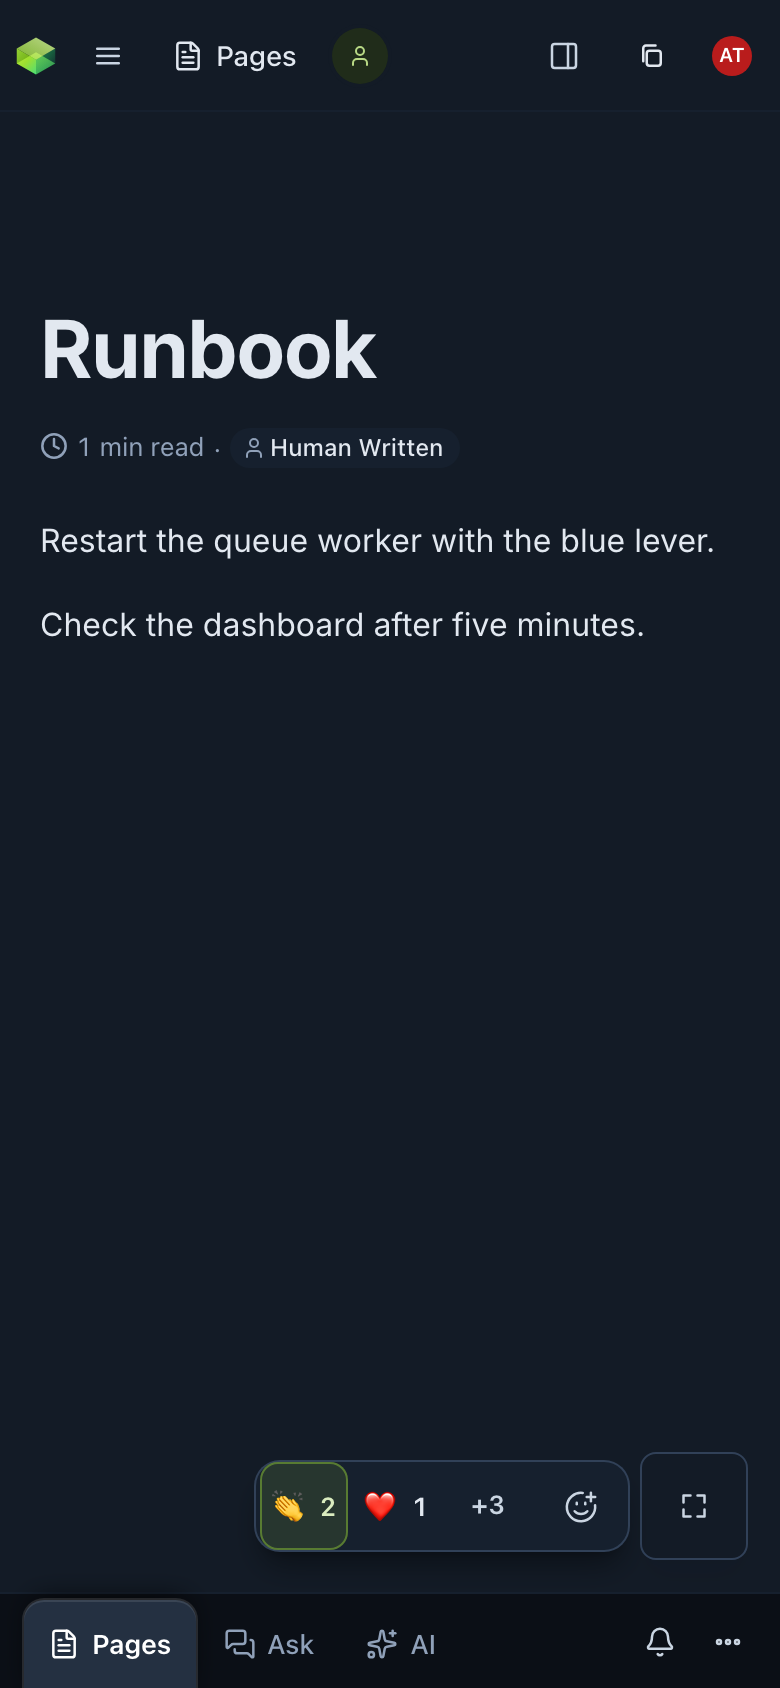 Pages
AT
Runbook
1 min read · Human Written
Restart the queue worker with the blue lever.
Check the dashboard after five minutes.
👏 2 ❤️ 1 +3
Pages Ask AI